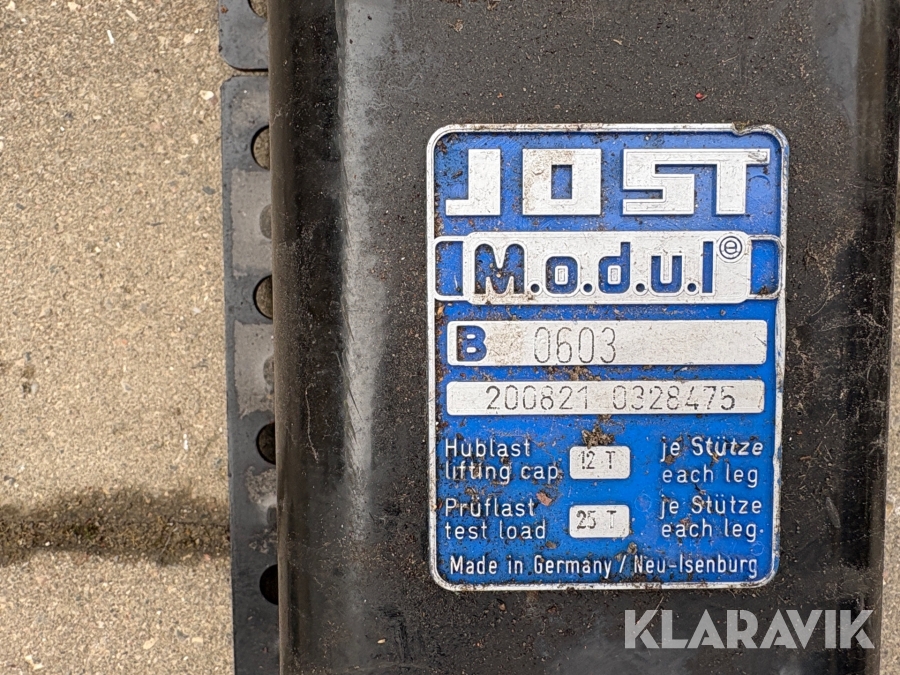 JOST
M.o.d.u.l e
B 0603
200821 0328475
Hublast 12 T je Stütze
lifting cap. each leg
Prüflast 25 T je Stütze
test load each leg.
Made in Germany / Neu-Isenburg
KLARAVIK